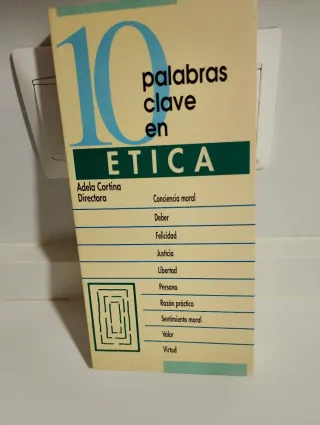 10
palabras
clave
en
ETICA
Adela Cortina
Directora
Conciencia moral
Deber
Felicidad
Justicia
Libertad
Persona
Razón práctica
Sentimiento moral
Valor
Virtud